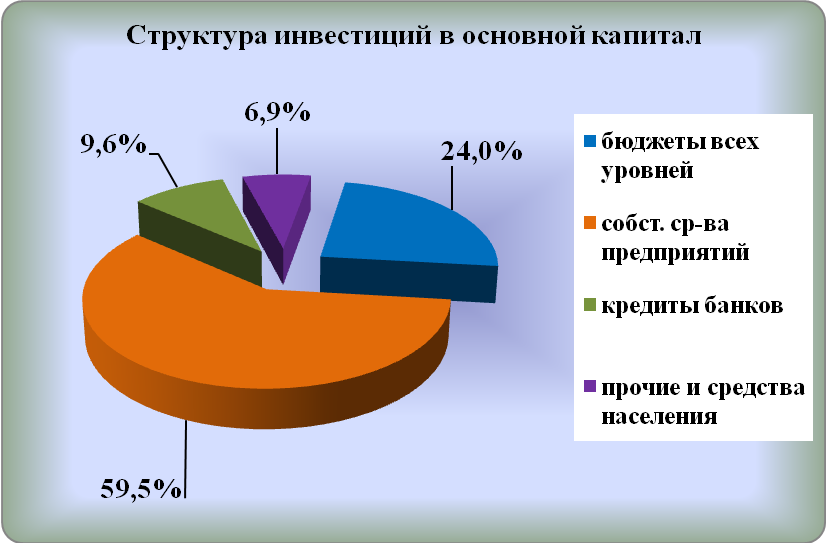 Структура инвестиций в основной капитал
6,9%
9,6%
24,0%
59,5%
бюджеты всех
уровней
собст. ср-ва
предприятий
кредиты банков
прочие и средства
населения